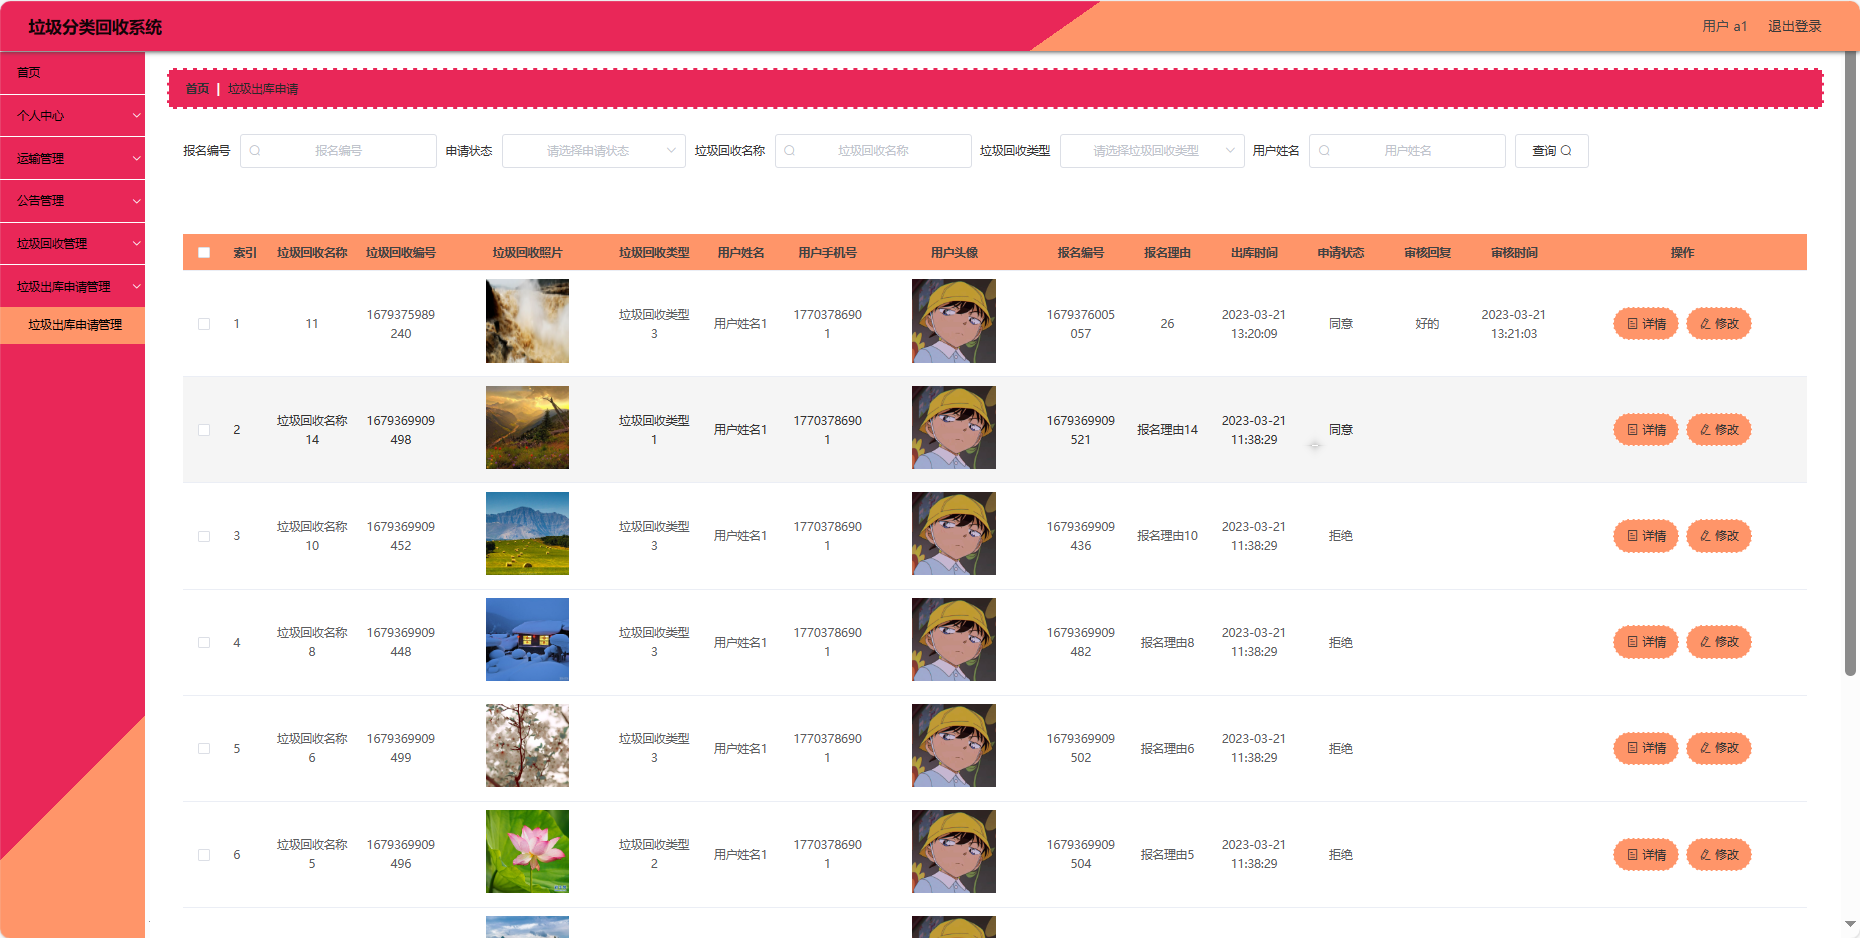 垃圾分类回收系统
用户 a1 退出登录
首页
个人中心
运输管理
公告管理
垃圾回收管理
垃圾出库申请管理
垃圾出库申请管理
首页 | 垃圾出库申请
报名编号 报名编号 申请状态 请选择申请状态 垃圾回收名称 垃圾回收名称 垃圾回收类型 请选择垃圾回收类型 用户姓名 用户姓名 查询
索引 垃圾回收名称 垃圾回收编号 垃圾回收照片 垃圾回收类型 用户姓名 用户手机号 用户头像 报名编号 报名理由 出库时间 申请状态 审核回复 审核时间 操作
1 11 1679375989240 垃圾回收类型3 用户姓名1 17703786901 1679376005057 26 2023-03-21 13:20:09 同意 好的 2023-03-21 13:21:03 详情 修改
2 垃圾回收名称14 1679369909498 垃圾回收类型1 用户姓名1 17703786901 1679369909521 报名理由14 2023-03-21 11:38:29 同意 详情 修改
3 垃圾回收名称10 1679369909452 垃圾回收类型3 用户姓名1 17703786901 1679369909436 报名理由10 2023-03-21 11:38:29 拒绝 详情 修改
4 垃圾回收名称8 1679369909448 垃圾回收类型3 用户姓名1 17703786901 1679369909482 报名理由8 2023-03-21 11:38:29 拒绝 详情 修改
5 垃圾回收名称6 1679369909499 垃圾回收类型3 用户姓名1 17703786901 1679369909502 报名理由6 2023-03-21 11:38:29 拒绝 详情 修改
6 垃圾回收名称5 1679369909496 垃圾回收类型2 用户姓名1 17703786901 1679369909504 报名理由5 2023-03-21 11:38:29 拒绝 详情 修改